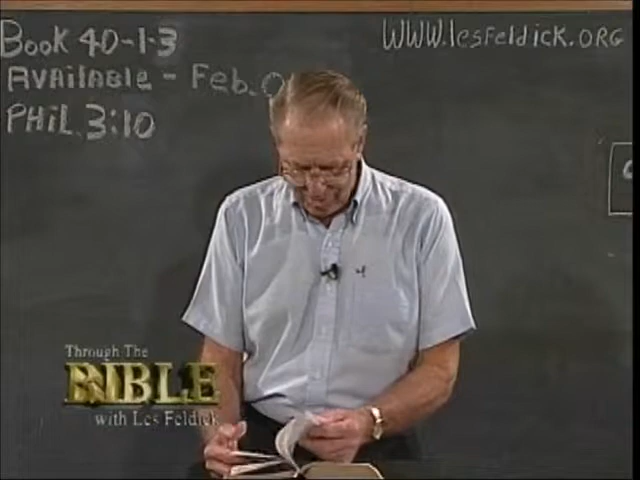 Book 40-1-3
Available - Feb.
PHIL. 3:10
WWW.lesfeldick.org
Through The
BIBLE
with Les Feldick